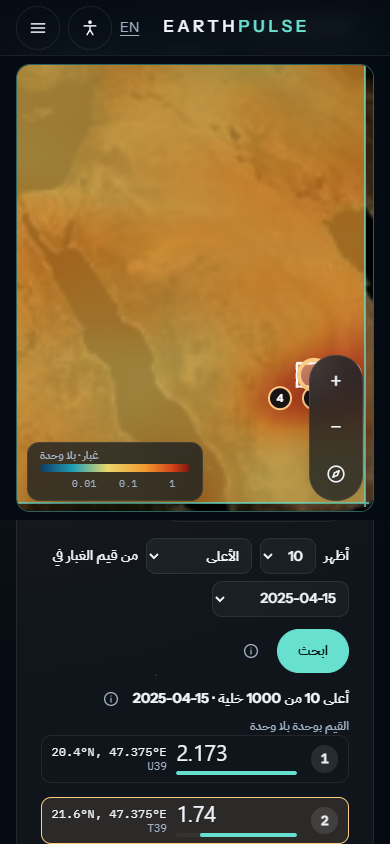 EN EARTHPULSE
4
+
−
غبار · بلا وحدة
0.01 0.1 1
أظهر 10 الأعلى من قيم الغبار في
2025-04-15
ابحث
أعلى 10 من 1000 خلية · 2025-04-15
القيم بوحدة بلا وحدة
1 2.173 20.4°N, 47.375°E
U39
2 1.74 21.6°N, 47.375°E
T39